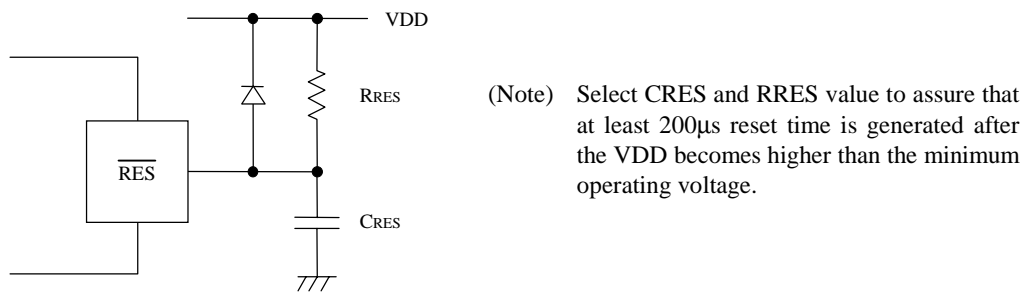 VDD
RRES
(Note) Select CRES and RRES value to assure that
at least 200μs reset time is generated after
the VDD becomes higher than the minimum
operating voltage.
RES
CRES